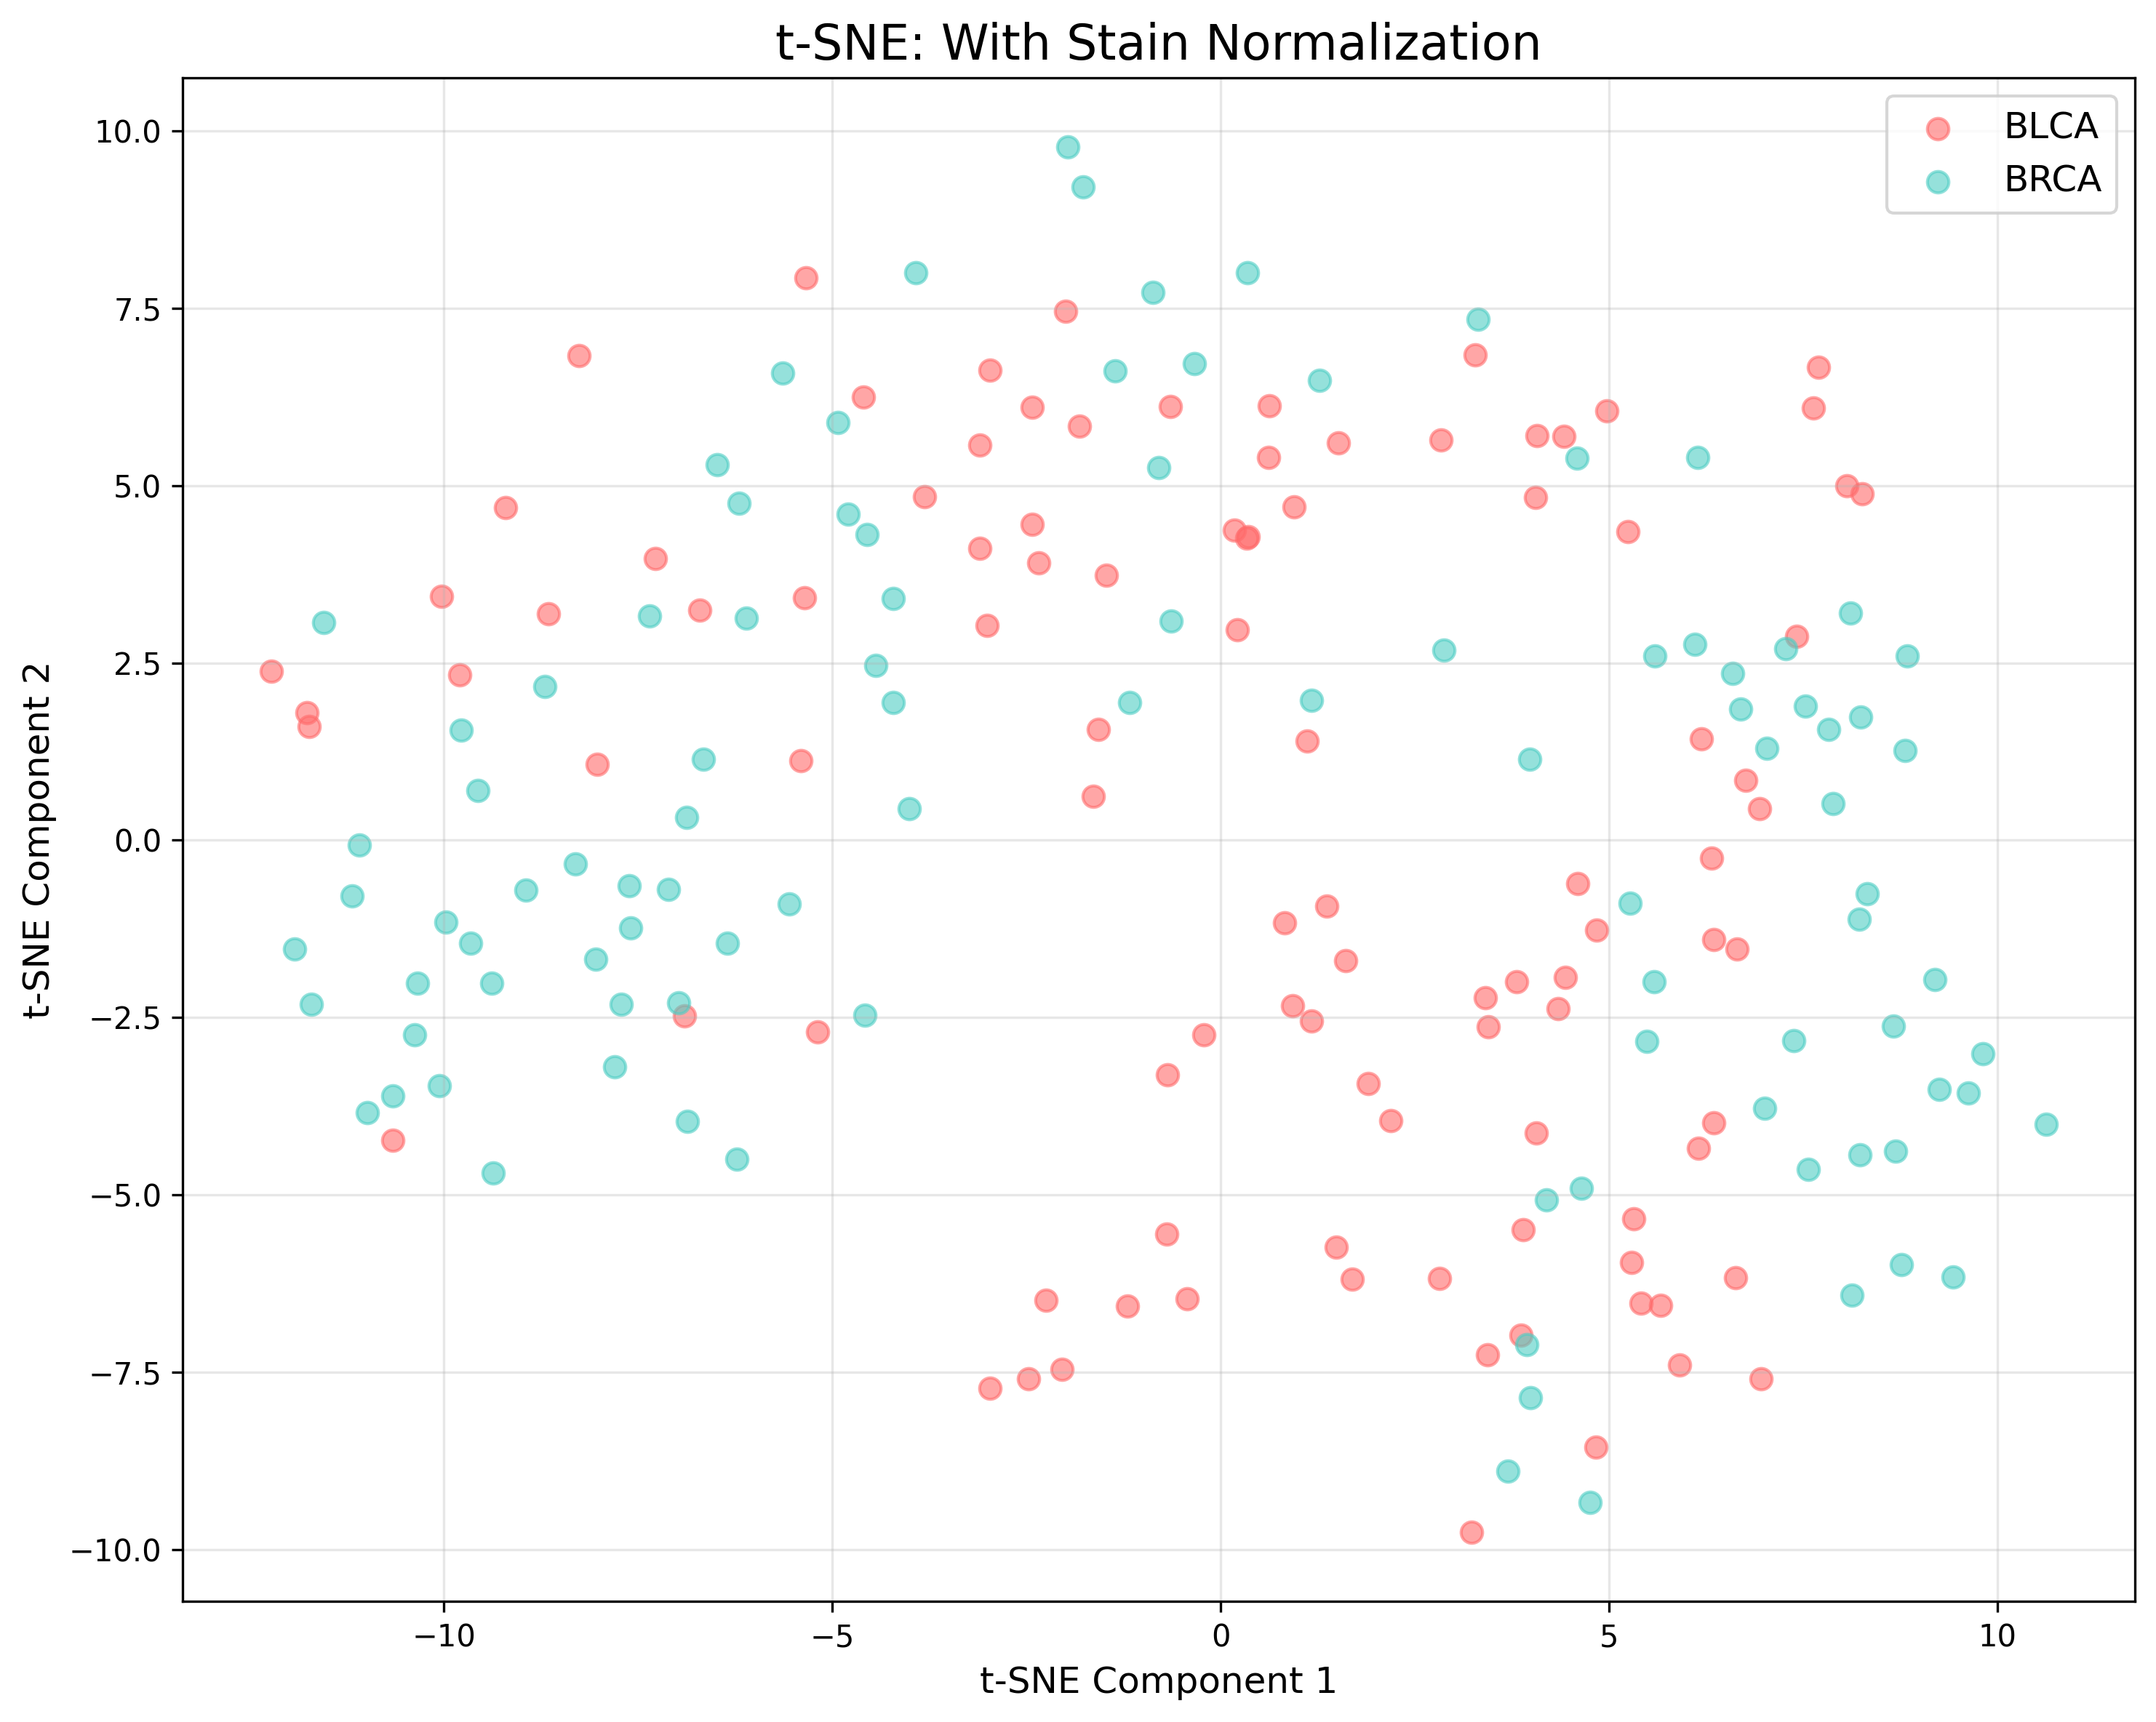 t-SNE: With Stain Normalization
BLCA
BRCA
10.0
7.5
5.0
2.5
0.0
−2.5
−5.0
−7.5
−10.0
t-SNE Component 2
−10
−5
0
5
10
t-SNE Component 1